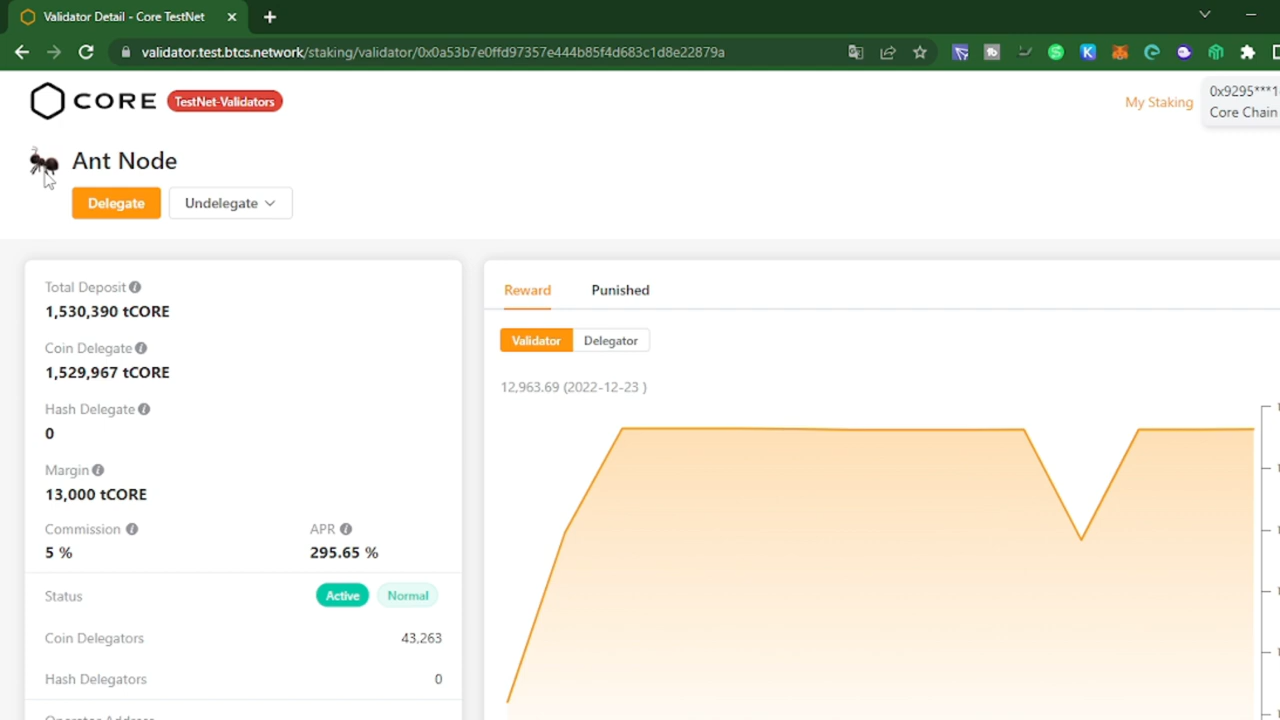 Validator Detail - Core TestNet
validator.test.btcs.network/staking/validator/0x0a53b7e0ffd97357e444b85f4d683c1d8e22879a
CORE TestNet-Validators
My Staking
0x9295***1
Core Chain
Ant Node
Delegate Undelegate
Total Deposit
1,530,390 tCORE
Coin Delegate
1,529,967 tCORE
Hash Delegate
0
Margin
13,000 tCORE
Commission APR
5 % 295.65 %
Status Active Normal
Coin Delegators 43,263
Hash Delegators 0
Operator Address
Reward Punished
Validator Delegator
12,963.69 (2022-12-23 )